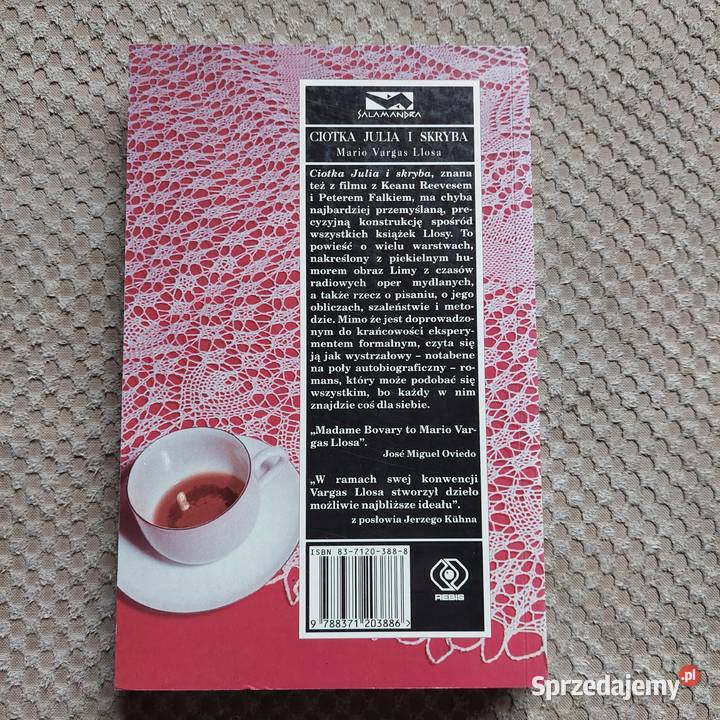 SALAMANDRA
CIOTKA JULIA I SKRYBA
Mario Vargas Llosa
Ciotka Julia i skryba, znana
też z filmu z Keanu Reevesem
i Peterem Falkiem, ma chyba
najbardziej przemyślaną, pre-
cyzyjną konstrukcję spośród
wszystkich książek Llosy. To
powieść o wielu warstwach,
nakreślony z piekielnym hu-
morem obraz Limy z czasów
radiowych oper mydlanych,
a także rzecz o pisaniu, o jego
obliczach, szaleństwie i meto-
dzie. Mimo że jest doprowadzo-
nym do krańcowości ekspery-
mentem formalnym, czyta się
ją jak wystrzałowy – notabene
na poły autobiograficzny – ro-
mans, który może podobać się
wszystkim, bo każdy w nim
znajdzie coś dla siebie.
„Madame Bovary to Mario Var-
gas Llosa”.
José Miguel Oviedo
„W ramach swej konwencji
Vargas Llosa stworzył dzieło
możliwie najbliższe ideału”.
z posłowia Jerzego Kühna
ISBN 83-7120-388-8
9 788371 203886 >
REBIS
Sprzedajemy.pl